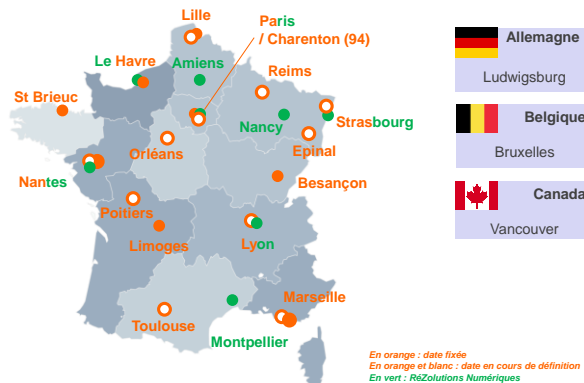 Lille
Paris
/ Charenton (94)
Le Havre
Amiens
Reims
St Brieuc
Nancy
Strasbourg
Orléans
Epinal
Nantes
Besançon
Poitiers
Limoges
Lyon
Marseille
Toulouse
Montpellier
Allemagne
Ludwigsburg
Belgique
Bruxelles
Canada
Vancouver
En orange : date fixée
En orange et blanc : date en cours de définition
En vert : RéZolutions Numériques